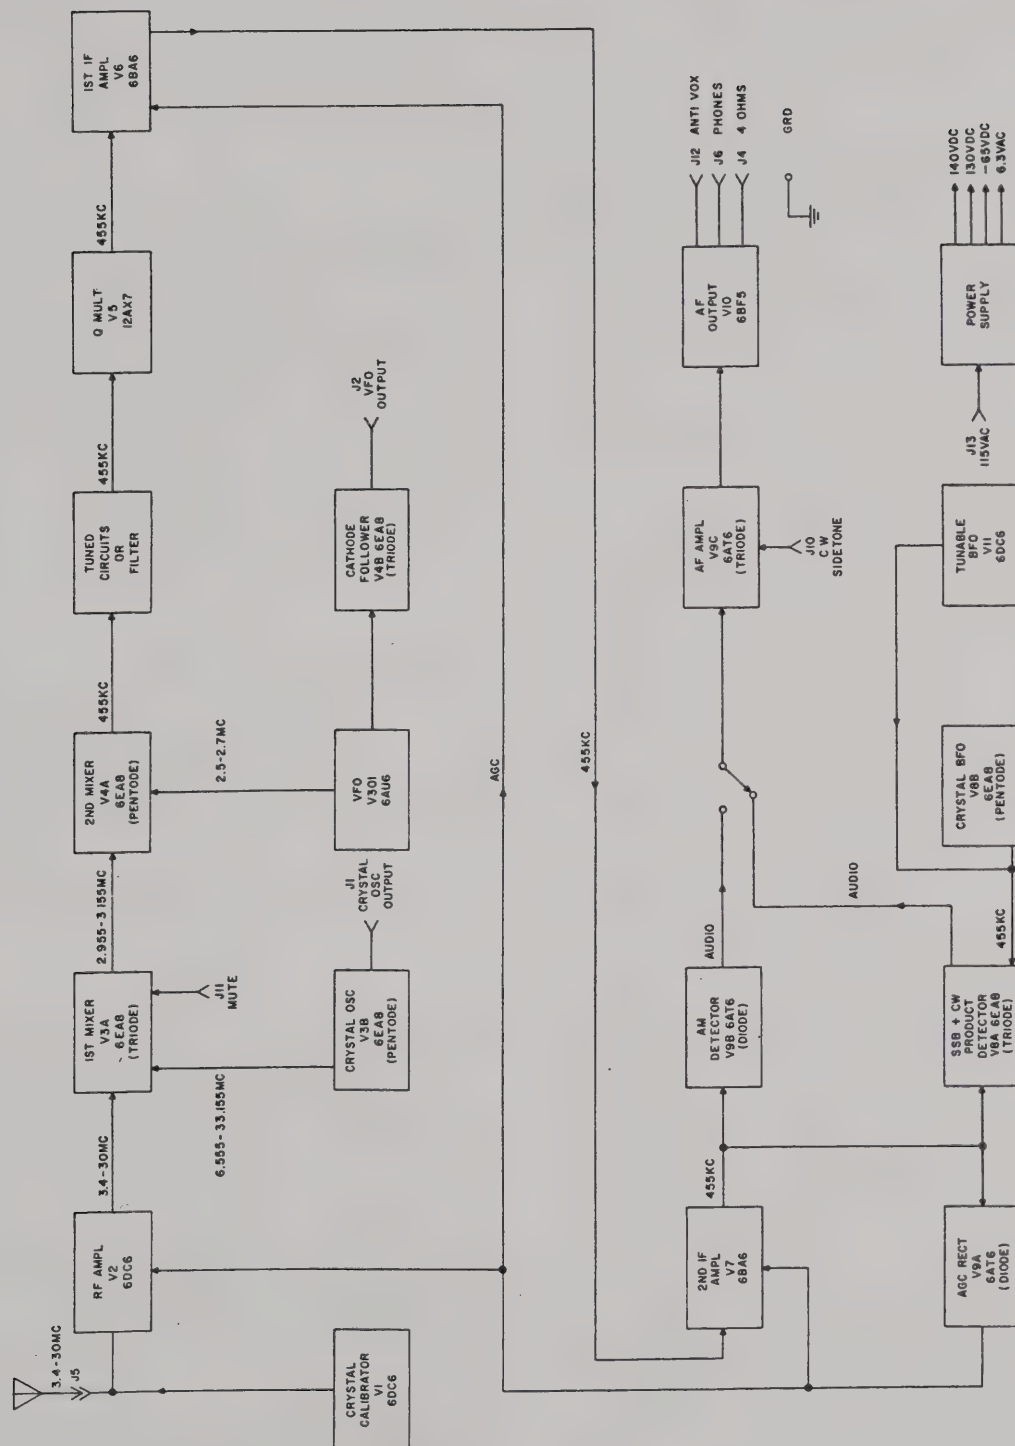 3.4-30MC
J5
CRYSTAL
CALIBRATOR
V1
6DC6
RF AMPL
V2
6DC6
3.4-30MC
1ST MIXER
V3A
6EA8
(TRIODE)
J11
MUTE
6.555-33.155MC
CRYSTAL OSC
V3B
6EA8
(PENTODE)
J1
CRYSTAL
OSC
OUTPUT
2.955-3.155MC
2ND MIXER
V4A
6EA8
(PENTODE)
2.5-2.7MC
VFO
V301
6AU6
CATHODE
FOLLOWER
V4B 6EA8
(TRIODE)
J2
VFO
OUTPUT
455KC
TUNED
CIRCUITS
OR
FILTER
455KC
Q MULT
V5
12AX7
455KC
1ST IF
AMPL
V6
6BA6
AGC
455KC
2ND IF
AMPL
V7
6BA6
455KC
AM
DETECTOR
V9B 6AT6
(DIODE)
AUDIO
AF AMPL
V9C
6AT6
(TRIODE)
J10
CW
SIDETONE
AF
OUTPUT
V10
6BF5
J12 ANTI VOX
J6 PHONES
J4 4 OHMS
GRD
AGC RECT
V9A
6AT6
(DIODE)
SSB + CW
PRODUCT
DETECTOR
V8A 6EA8
(TRIODE)
AUDIO
455KC
CRYSTAL BFO
V8B
6EA8
(PENTODE)
TUNABLE
BFO
V11
6DC6
J13
115VAC
POWER
SUPPLY
140VDC
130VDC
-65VDC
6.3VAC